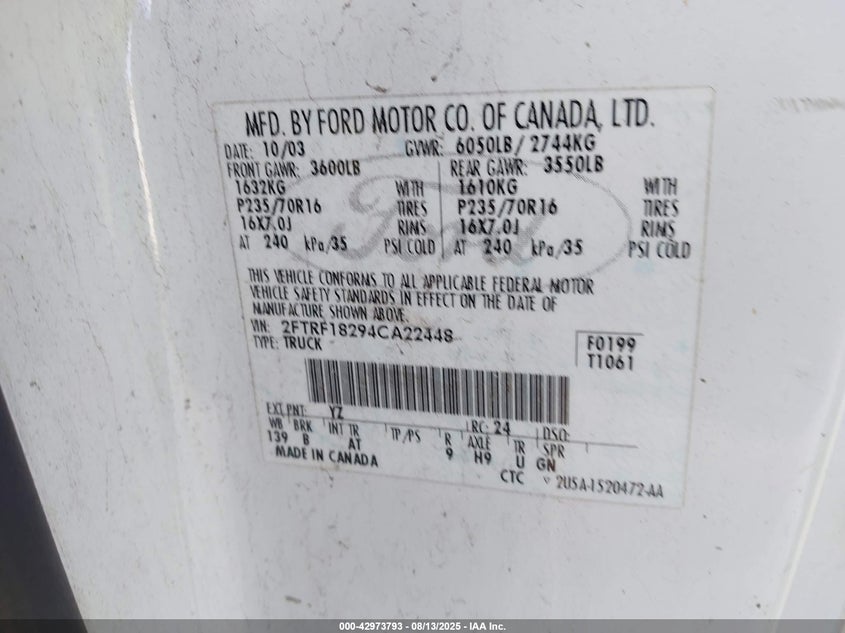 MFD. BY FORD MOTOR CO. OF CANADA, LTD.
DATE: 10/03 GVWR: 6050LB / 2744KG
FRONT GAWR: 3600LB REAR GAWR: 3550LB
1632KG WITH 1610KG WITH
P235/70R16 TIRES P235/70R16 TIRES
16X7.0J RIMS 16X7.0J RIMS
AT 240 kPa/35 PSI COLD AT 240 kPa/35 PSI COLD
Ford
THIS VEHICLE CONFORMS TO ALL APPLICABLE FEDERAL MOTOR
VEHICLE SAFETY STANDARDS IN EFFECT ON THE DATE OF
MANUFACTURE SHOWN ABOVE.
VIN: 2FTRF18294CA22448
TYPE: TRUCK
F0199
T1061
EXT PNT: YZ RC: 24 DSO:
WB BRK INT TR TP/PS R AXLE TR SPR
139 B AT 9 H9 U GN
MADE IN CANADA
CTC 2U5A-1520472-AA
000-42973793 - 08/13/2025 - IAA Inc.